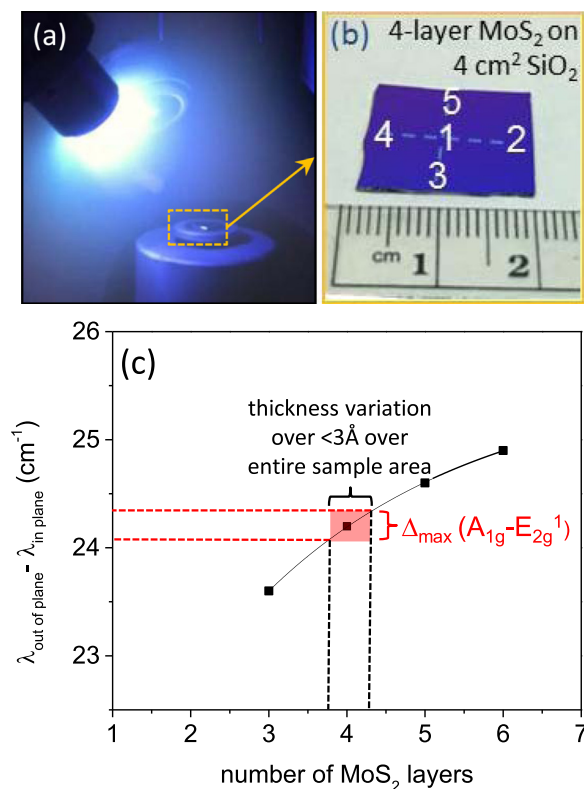 (a)
(b)
4-layer MoS2 on
4 cm2 SiO2
5
4 1 2
3
cm 1 2
(c)
26
25
24
23
thickness variation
over <3Å over
entire sample area
Δmax (A1g-E2g1)
λout of plane- λin plane (cm-1)
1 2 3 4 5 6 7
number of MoS2 layers